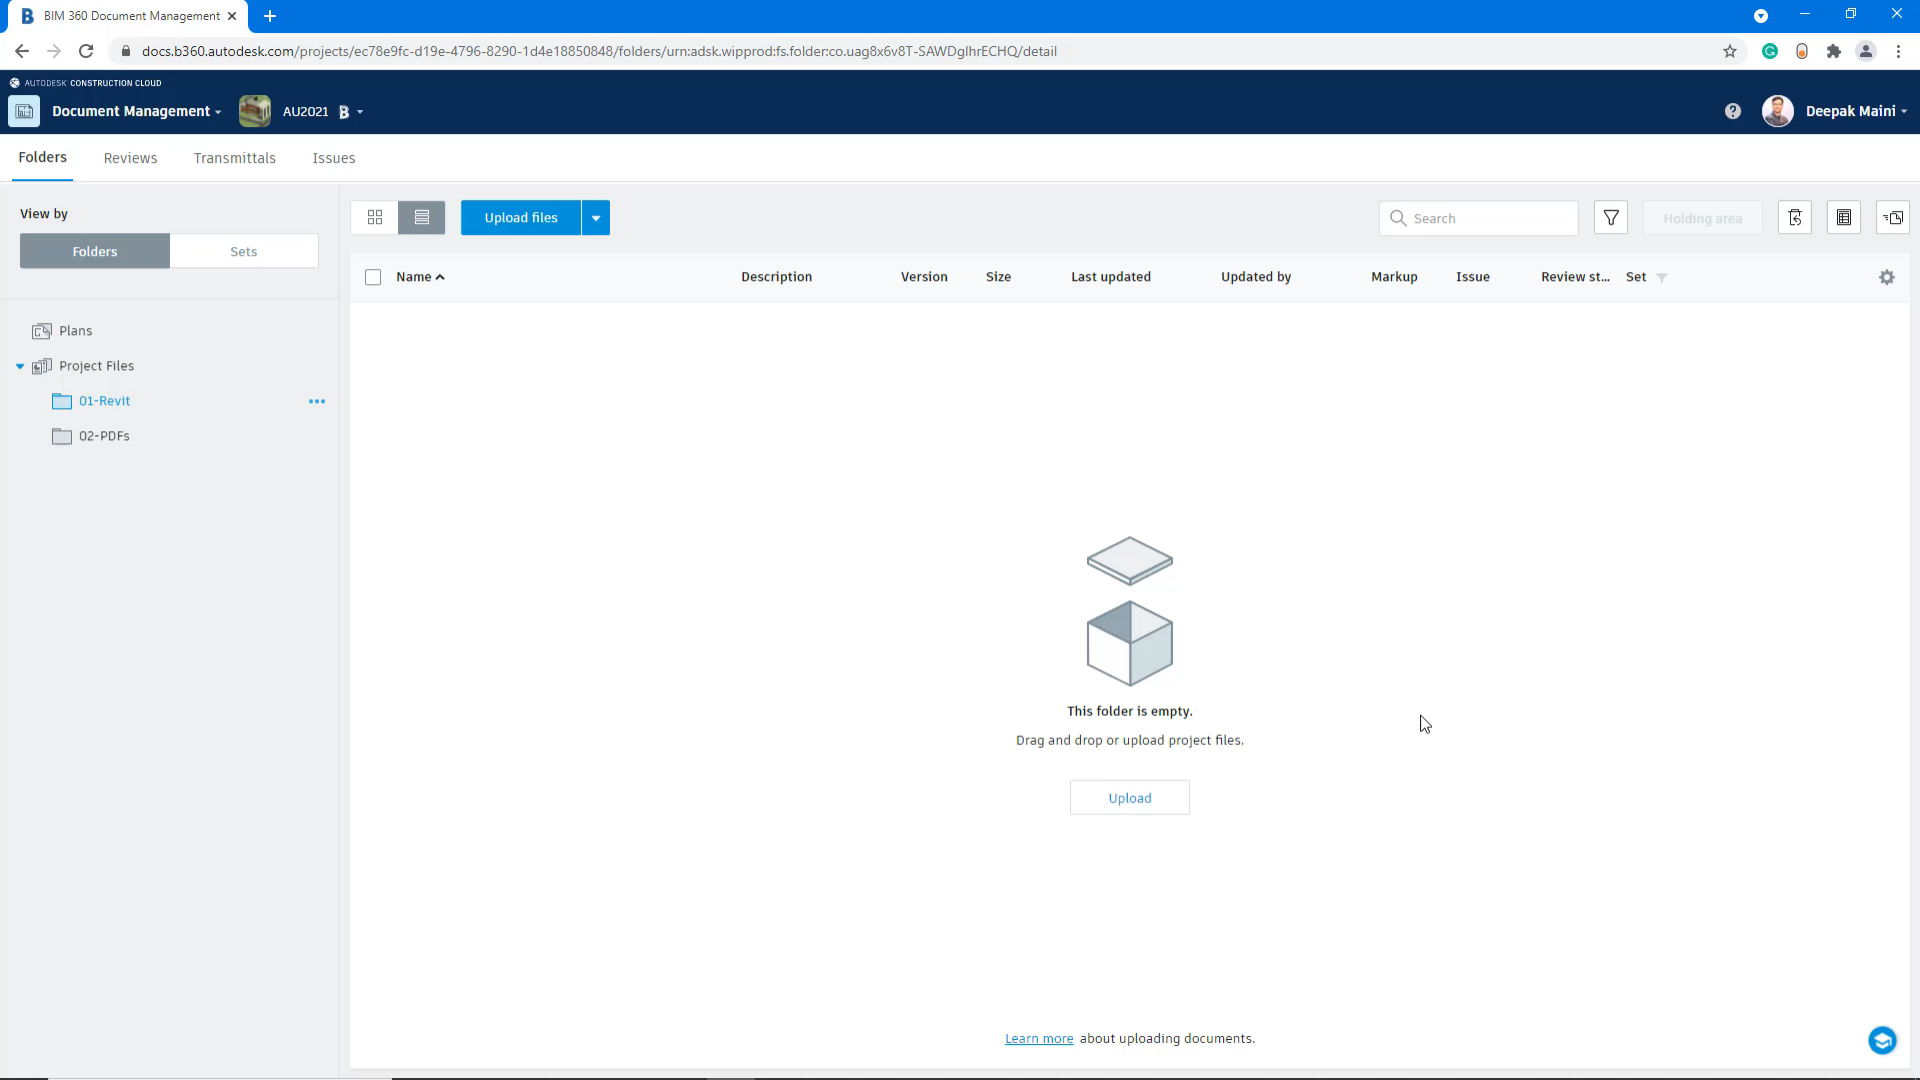 BIM 360 Document Management
docs.b360.autodesk.com/projects/ec78e9fc-d19e-4796-8290-1d4e18850848/folders/urn:adsk.wipprod:fs.folder:co.uag8x6v8T-SAWDglhrECHQ/detail
AUTODESK CONSTRUCTION CLOUD
Document Management
AU2021
Deepak Maini
Folders Reviews Transmittals Issues
View by
Folders Sets
Plans
Project Files
01-Revit
02-PDFs
Upload files
Search
Holding area
Name Description Version Size Last updated Updated by Markup Issue Review st... Set
This folder is empty.
Drag and drop or upload project files.
Upload
Learn more about uploading documents.